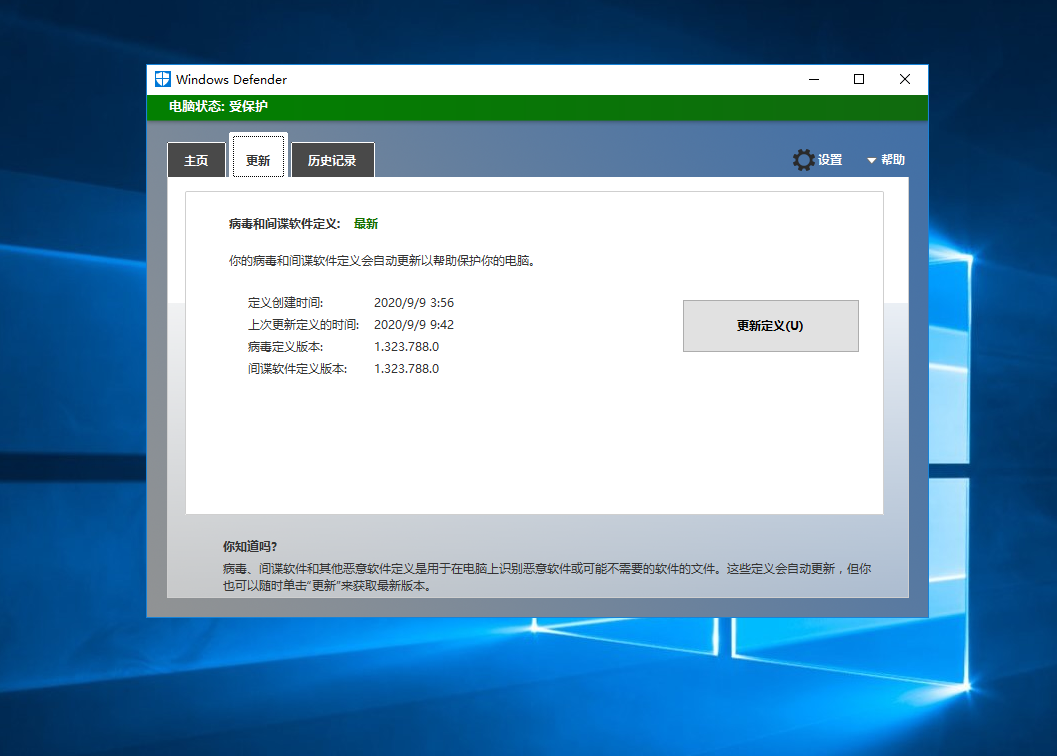 Windows Defender
电脑状态: 受保护
主页 更新 历史记录 设置 帮助
病毒和间谍软件定义: 最新
你的病毒和间谍软件定义会自动更新以帮助保护你的电脑。
定义创建时间: 2020/9/9 3:56
上次更新定义的时间: 2020/9/9 9:42
病毒定义版本: 1.323.788.0
间谍软件定义版本: 1.323.788.0
更新定义(U)
你知道吗?
病毒、间谍软件和其他恶意软件定义是用于在电脑上识别恶意软件或可能不需要的软件的文件。这些定义会自动更新，但你
也可以随时单击“更新”来获取最新版本。